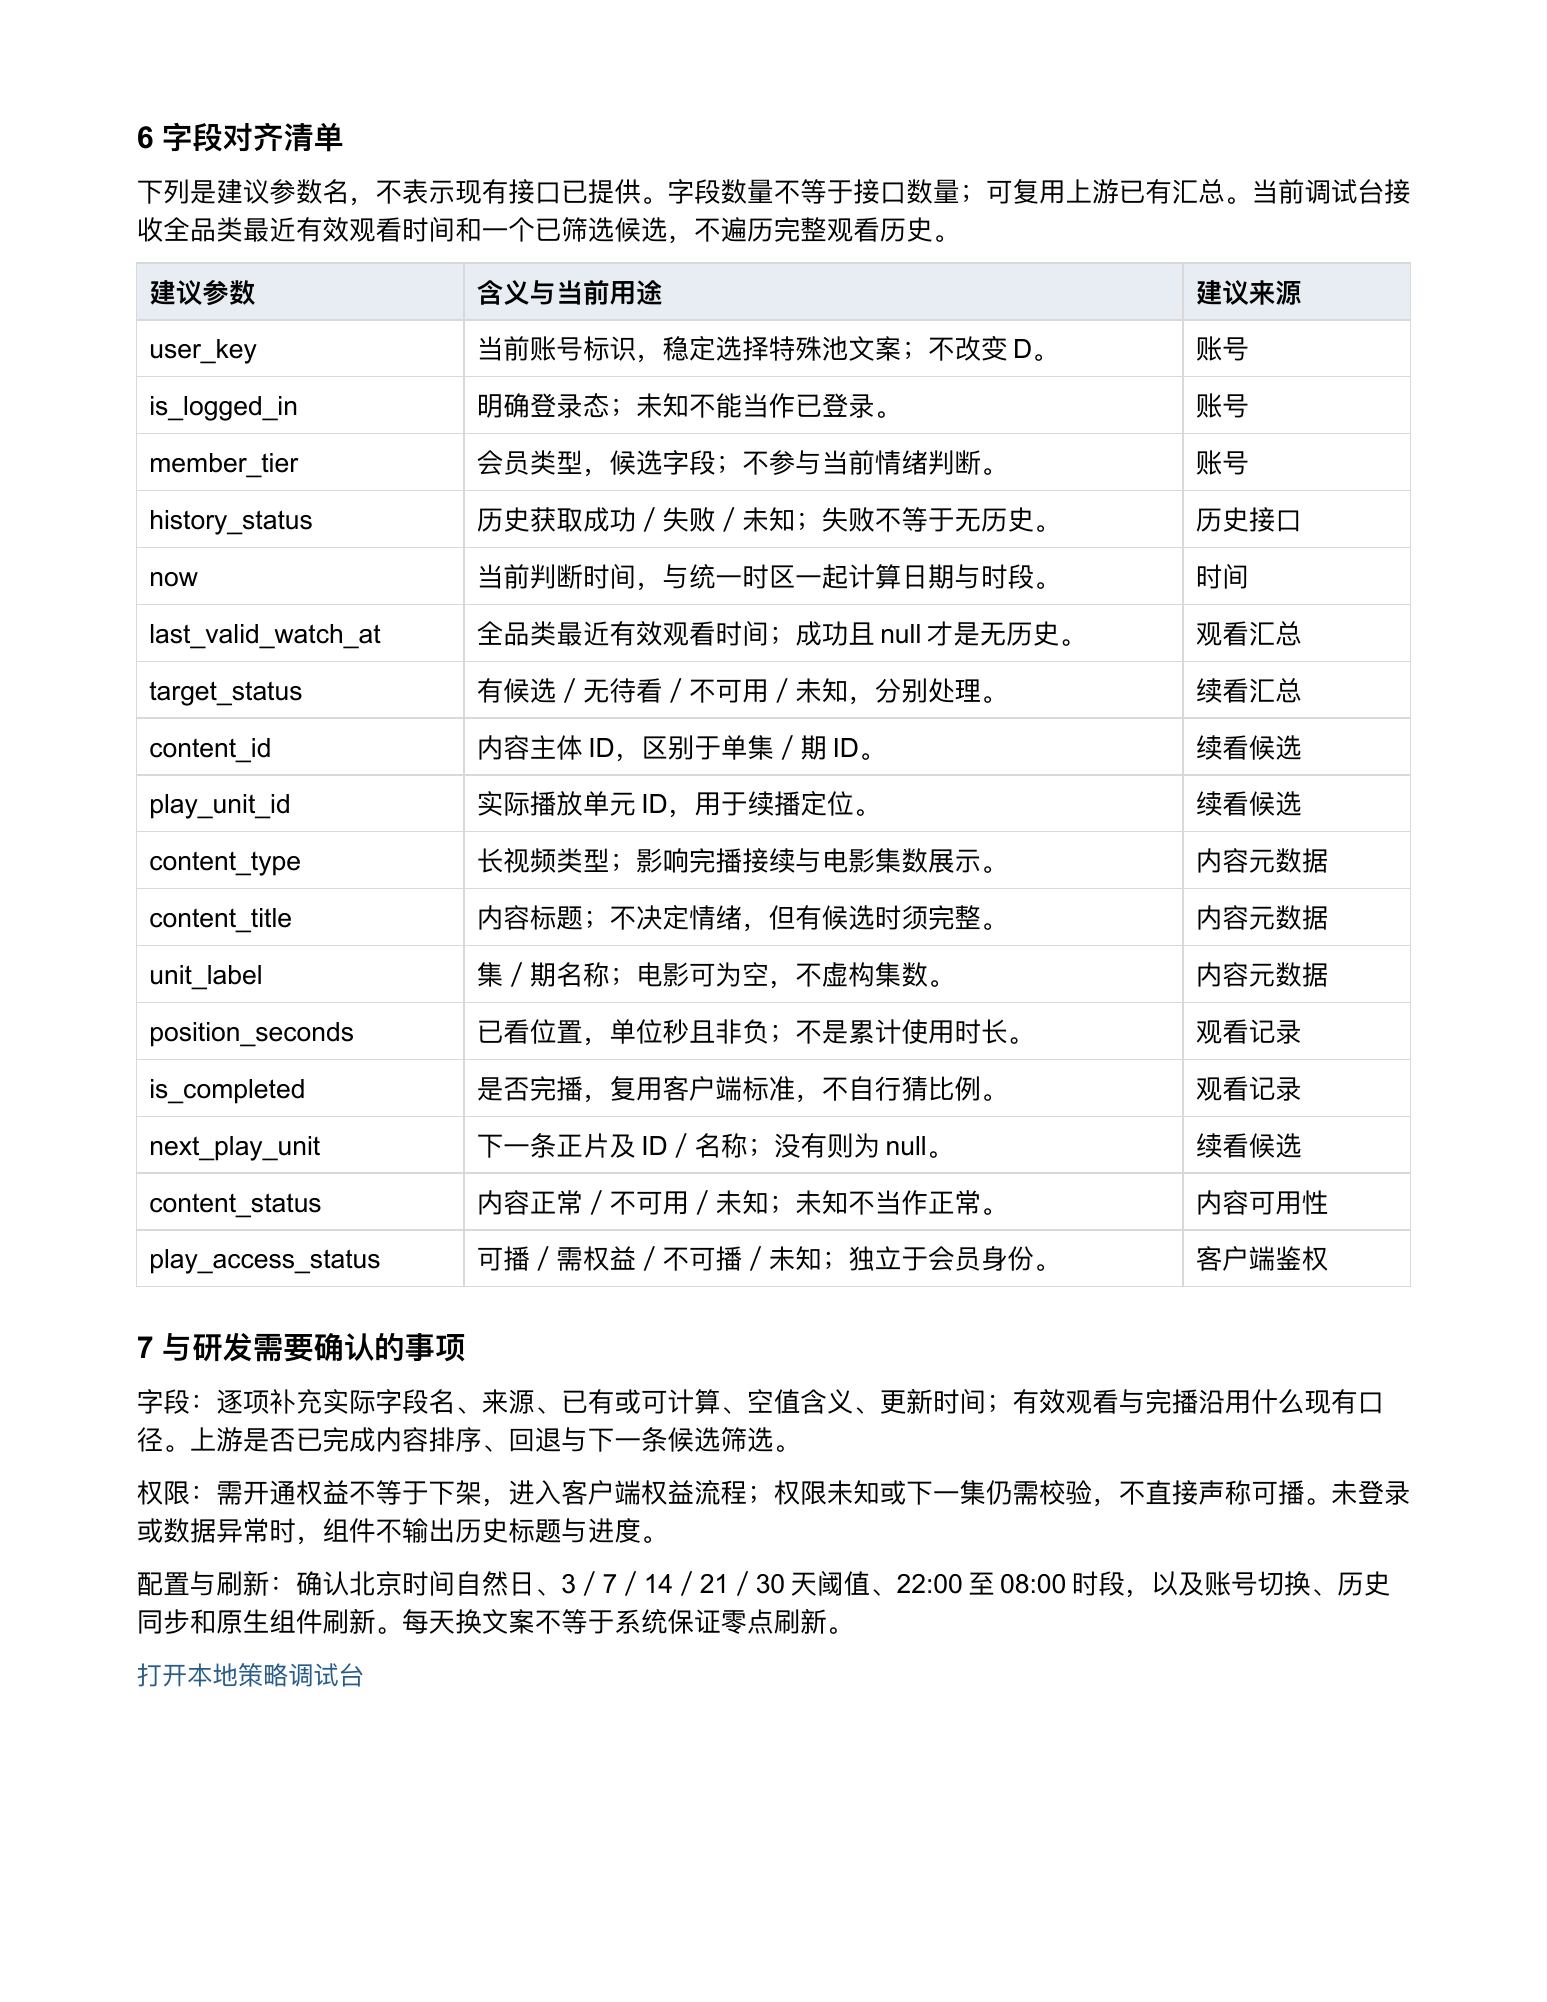 6 字段对齐清单
下列是建议参数名，不表示现有接口已提供。字段数量不等于接口数量；可复用上游已有汇总。当前调试台接
收全品类最近有效观看时间和一个已筛选候选，不遍历完整观看历史。
建议参数 含义与当前用途 建议来源
user_key 当前账号标识，稳定选择特殊池文案；不改变 D。 账号
is_logged_in 明确登录态；未知不能当作已登录。 账号
member_tier 会员类型，候选字段；不参与当前情绪判断。 账号
history_status 历史获取成功 / 失败 / 未知；失败不等于无历史。 历史接口
now 当前判断时间，与统一时区一起计算日期与时段。 时间
last_valid_watch_at 全品类最近有效观看时间；成功且 null 才是无历史。 观看汇总
target_status 有候选 / 无待看 / 不可用 / 未知，分别处理。 续看汇总
content_id 内容主体 ID，区别于单集 / 期 ID。 续看候选
play_unit_id 实际播放单元 ID，用于续播定位。 续看候选
content_type 长视频类型；影响完播接续与电影集数展示。 内容元数据
content_title 内容标题；不决定情绪，但有候选时须完整。 内容元数据
unit_label 集 / 期名称；电影可为空，不虚构集数。 内容元数据
position_seconds 已看位置，单位秒且非负；不是累计使用时长。 观看记录
is_completed 是否完播，复用客户端标准，不自行猜比例。 观看记录
next_play_unit 下一条正片及 ID / 名称；没有则为 null。 续看候选
content_status 内容正常 / 不可用 / 未知；未知不当作正常。 内容可用性
play_access_status 可播 / 需权益 / 不可播 / 未知；独立于会员身份。 客户端鉴权
7 与研发需要确认的事项
字段：逐项补充实际字段名、来源、已有或可计算、空值含义、更新时间；有效观看与完播沿用什么现有口
径。上游是否已完成内容排序、回退与下一条候选筛选。
权限：需开通权益不等于下架，进入客户端权益流程；权限未知或下一集仍需校验，不直接声称可播。未登录
或数据异常时，组件不输出历史标题与进度。
配置与刷新：确认北京时间自然日、3 / 7 / 14 / 21 / 30 天阈值、22:00 至 08:00 时段，以及账号切换、历史
同步和原生组件刷新。每天换文案不等于系统保证零点刷新。
打开本地策略调试台